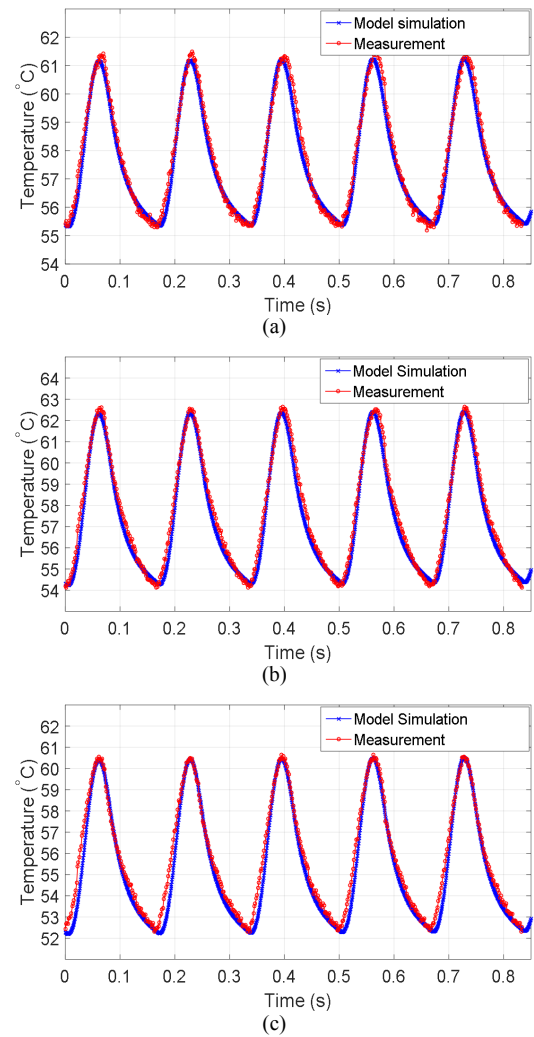 62
61
60
59
58
57
56
55
54
Temperature (°C)
Model simulation
Measurement
0 0.1 0.2 0.3 0.4 0.5 0.6 0.7 0.8
Time (s)
(a)
64
63
62
61
60
59
58
57
56
55
54
Temperature (°C)
Model Simulation
Measurement
0 0.1 0.2 0.3 0.4 0.5 0.6 0.7 0.8
Time (s)
(b)
62
61
60
59
58
57
56
55
54
53
52
Temperature (°C)
Model Simulation
Measurement
0 0.1 0.2 0.3 0.4 0.5 0.6 0.7 0.8
Time (s)
(c)